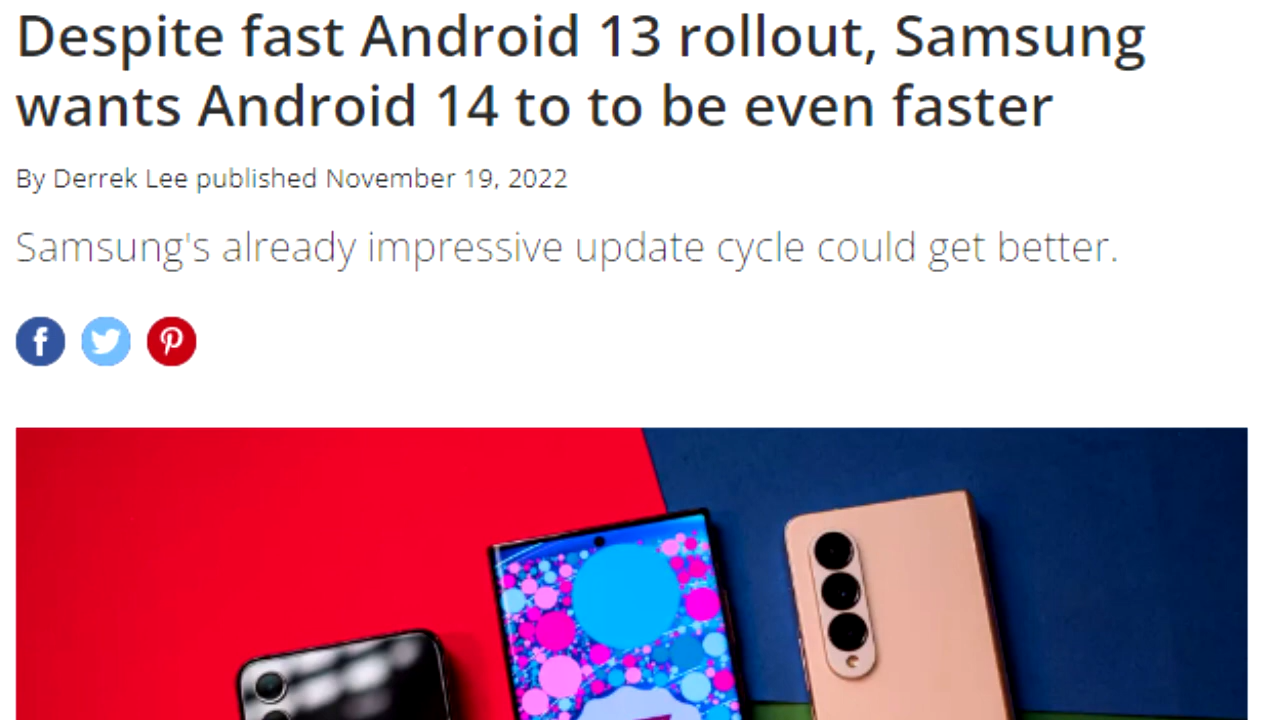 Despite fast Android 13 rollout, Samsung
wants Android 14 to to be even faster
By Derrek Lee published November 19, 2022
Samsung's already impressive update cycle could get better.